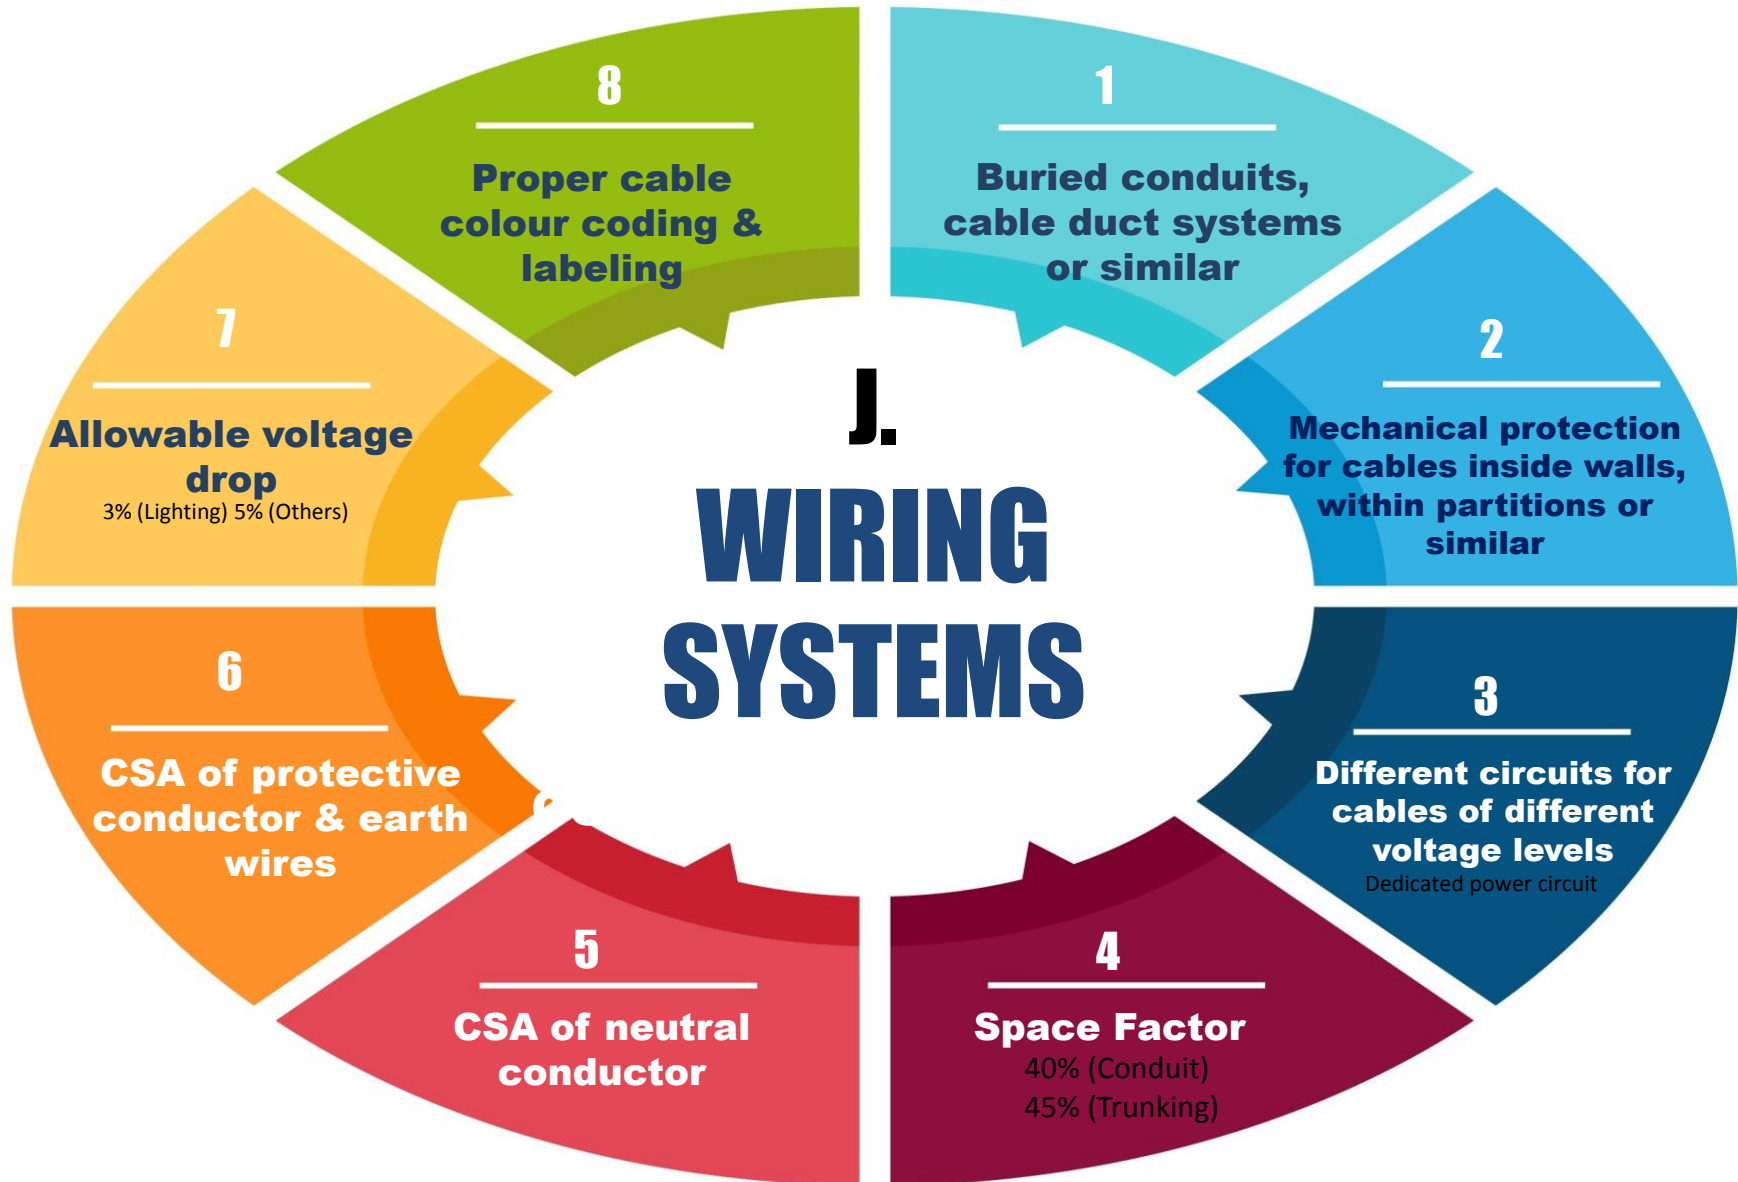 J.
WIRING
SYSTEMS
1
Buried conduits,
cable duct systems
or similar
2
Mechanical protection
for cables inside walls,
within partitions or
similar
3
Different circuits for
cables of different
voltage levels
Dedicated power circuit
4
Space Factor
40% (Conduit)
45% (Trunking)
5
CSA of neutral
conductor
6
CSA of protective
conductor & earth
wires
7
Allowable voltage
drop
3% (Lighting) 5% (Others)
8
Proper cable
colour coding &
labeling